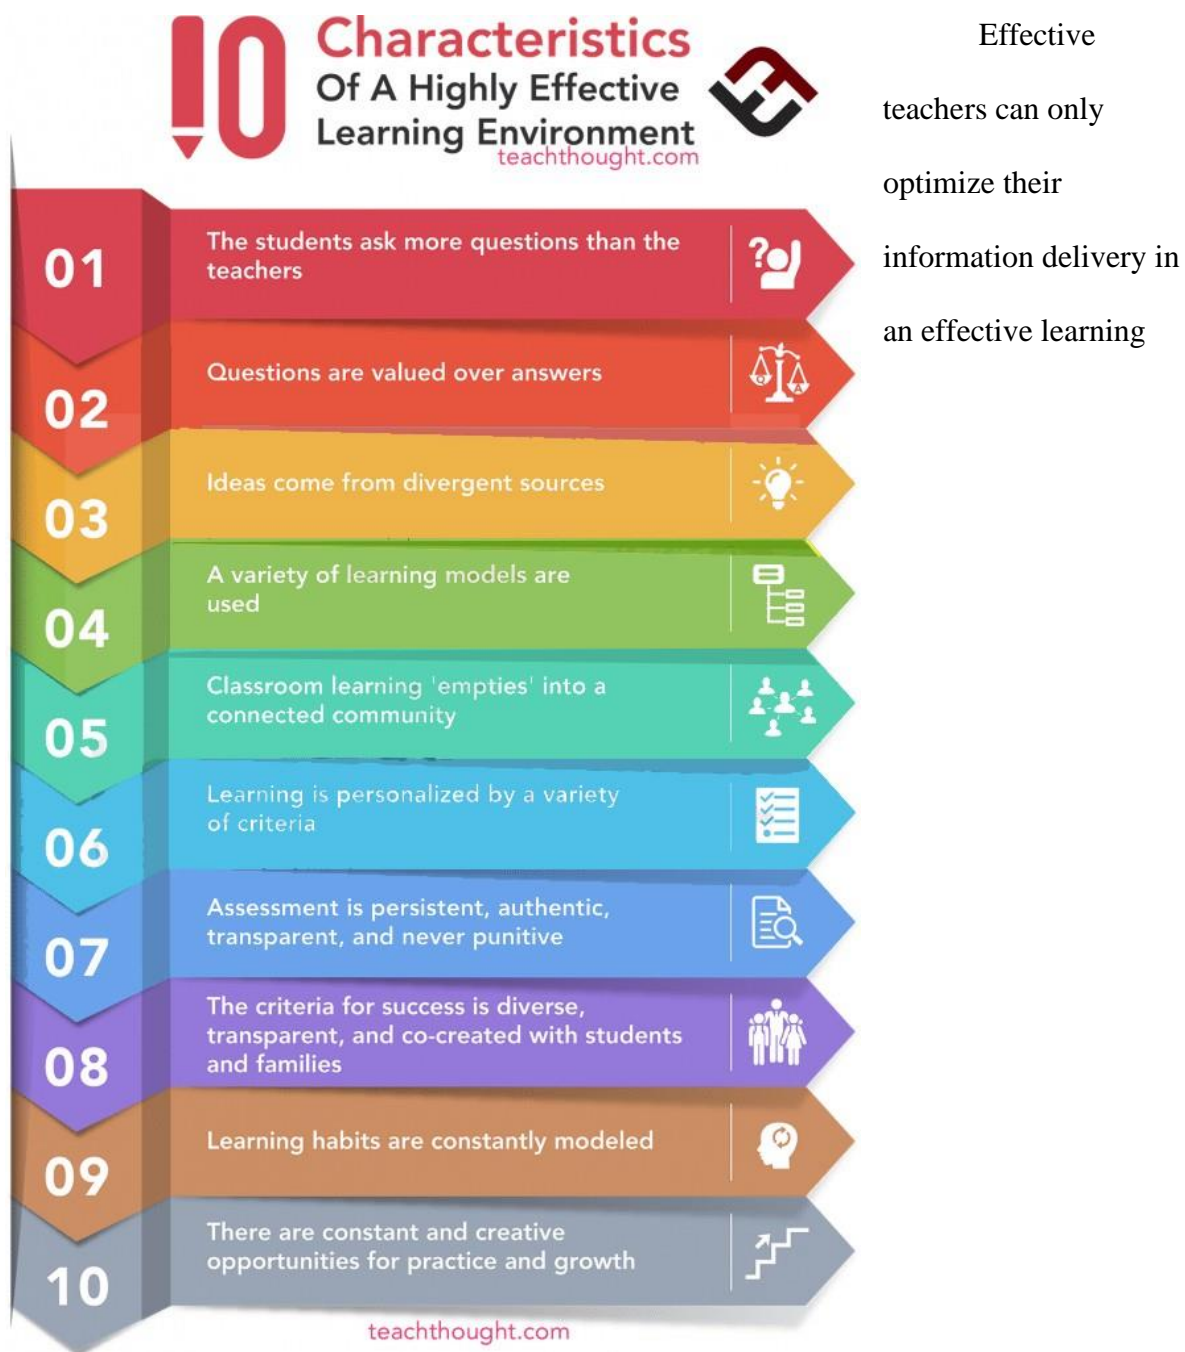 10
Characteristics
Of A Highly Effective
Learning Environment
teachthought.com
01
The students ask more questions than the
teachers
02
Questions are valued over answers
03
Ideas come from divergent sources
04
A variety of learning models are
used
05
Classroom learning 'empties' into a
connected community
06
Learning is personalized by a variety
of criteria
07
Assessment is persistent, authentic,
transparent, and never punitive
08
The criteria for success is diverse,
transparent, and co-created with students
and families
09
Learning habits are constantly modeled
10
There are constant and creative
opportunities for practice and growth
teachthought.com
Effective
teachers can only
optimize their
information delivery in
an effective learning